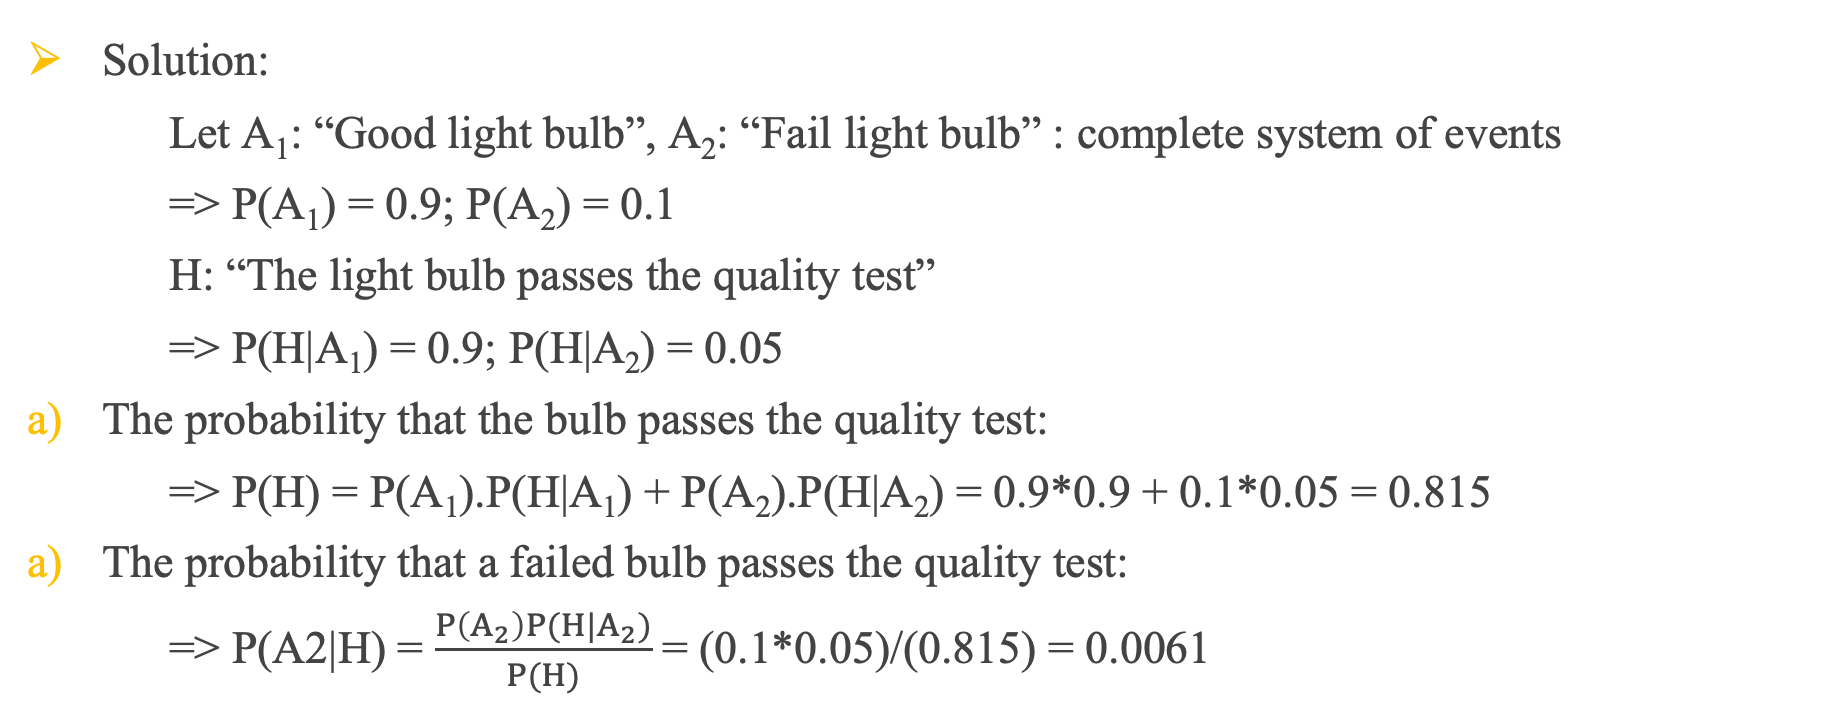 ➢ Solution:
Let A₁: “Good light bulb”, A₂: “Fail light bulb” : complete system of events
=> P(A₁) = 0.9; P(A₂) = 0.1
H: “The light bulb passes the quality test”
=> P(H|A₁) = 0.9; P(H|A₂) = 0.05
a) The probability that the bulb passes the quality test:
=> P(H) = P(A₁).P(H|A₁) + P(A₂).P(H|A₂) = 0.9*0.9 + 0.1*0.05 = 0.815
a) The probability that a failed bulb passes the quality test:
=> P(A2|H) = P(A₂)P(H|A₂)/P(H) = (0.1*0.05)/(0.815) = 0.0061